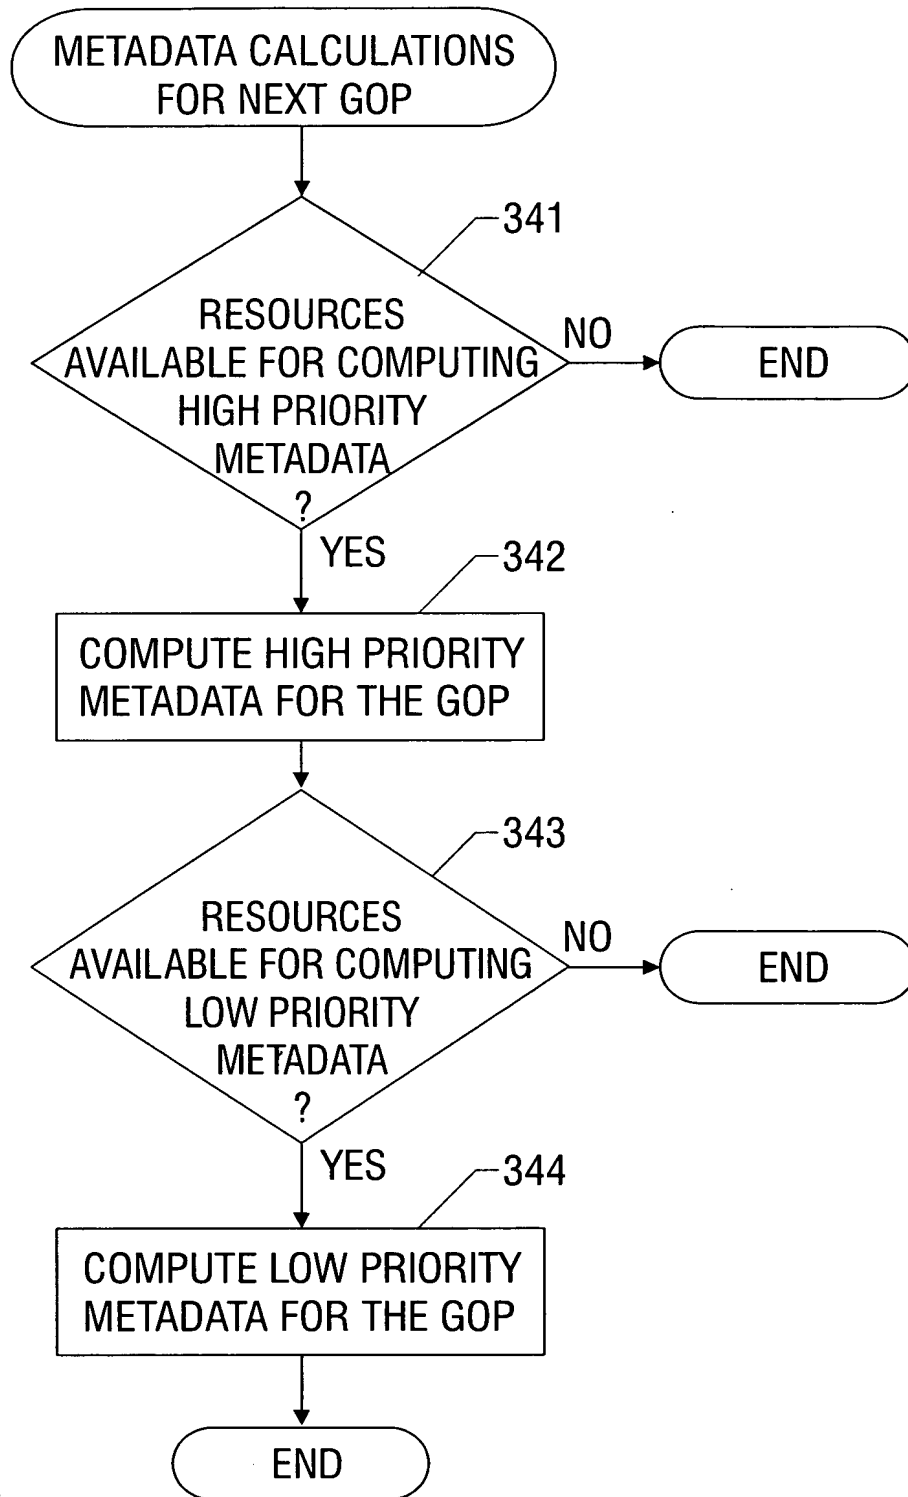 METADATA CALCULATIONS
FOR NEXT GOP
341
RESOURCES
AVAILABLE FOR COMPUTING
HIGH PRIORITY
METADATA
?
NO
END
YES
342
COMPUTE HIGH PRIORITY
METADATA FOR THE GOP
343
RESOURCES
AVAILABLE FOR COMPUTING
LOW PRIORITY
METADATA
?
NO
END
YES
344
COMPUTE LOW PRIORITY
METADATA FOR THE GOP
END